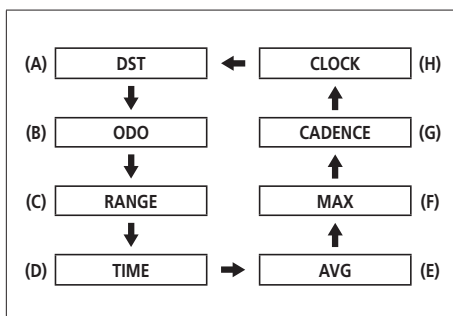 (A) DST CLOCK (H)
(B) ODO CADENCE (G)
(C) RANGE MAX (F)
(D) TIME AVG (E)